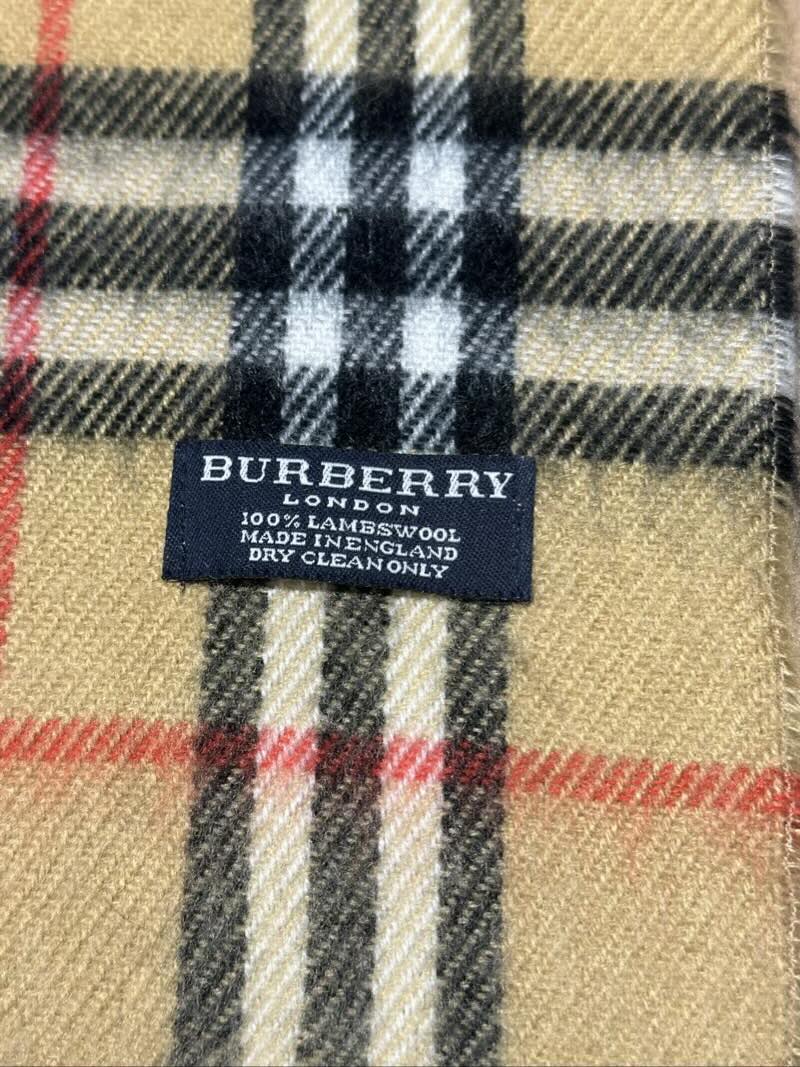 BURBERRY
LONDON
100% LAMBSWOOL
MADE IN ENGLAND
DRY CLEAN ONLY